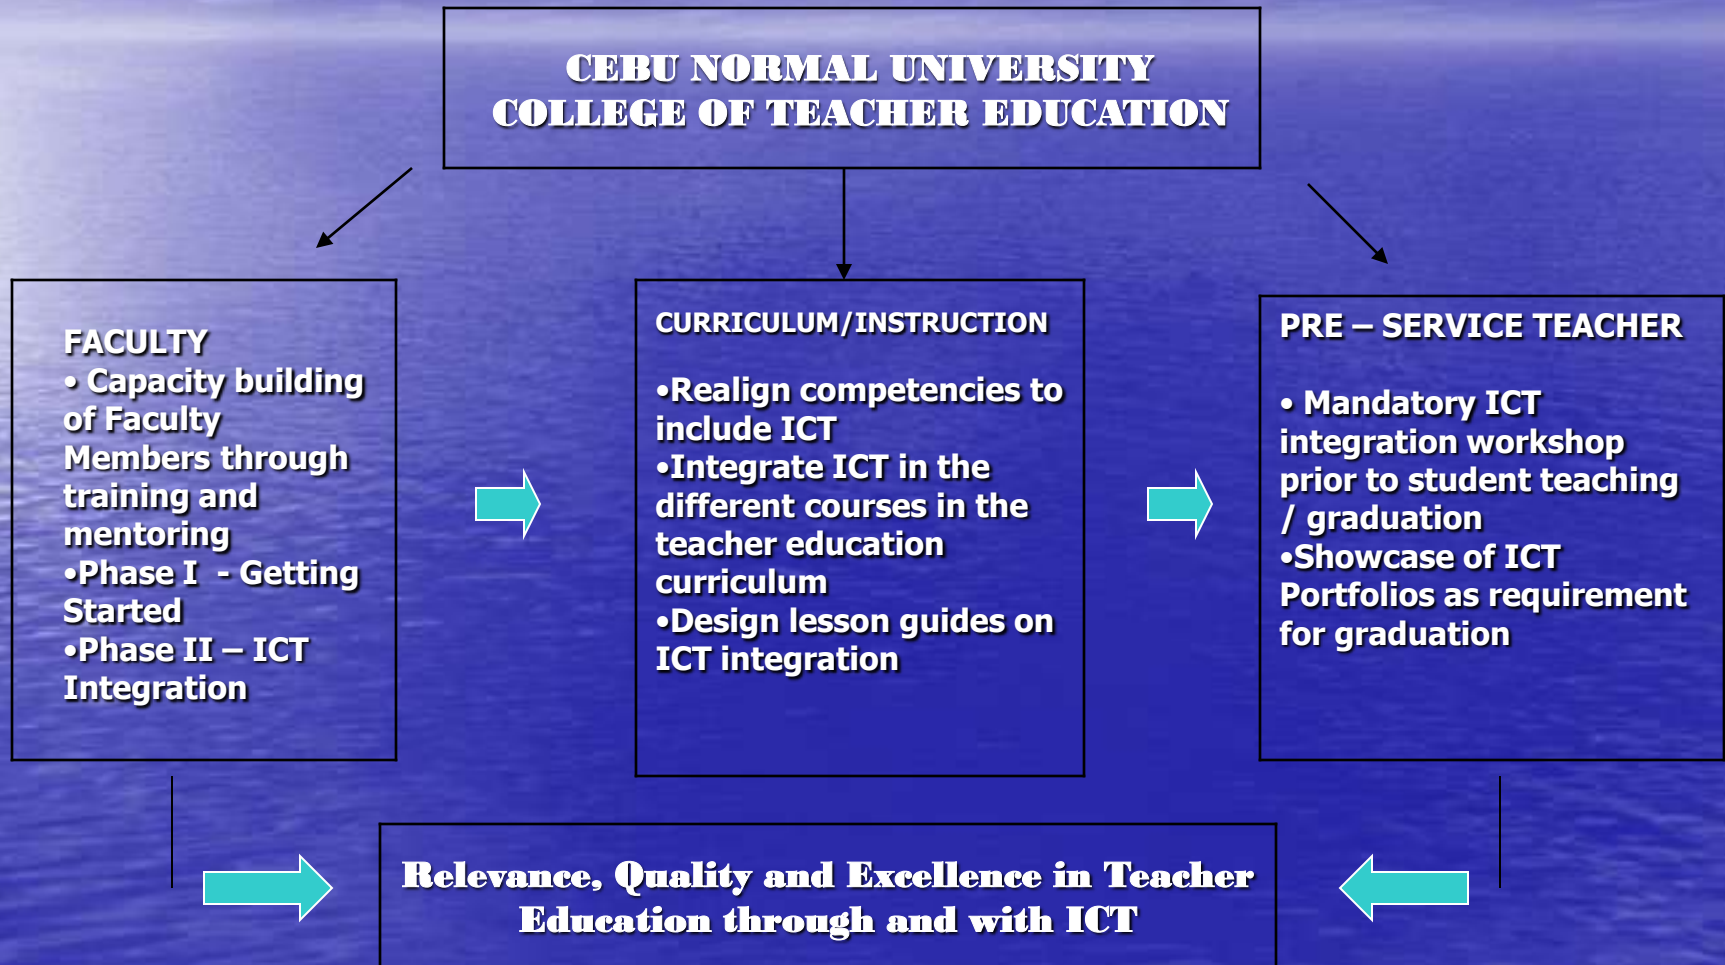 CEBU NORMAL UNIVERSITY
COLLEGE OF TEACHER EDUCATION
FACULTY
• Capacity building
of Faculty
Members through
training and
mentoring
•Phase I - Getting
Started
•Phase II – ICT
Integration
CURRICULUM/INSTRUCTION
•Realign competencies to
include ICT
•Integrate ICT in the
different courses in the
teacher education
curriculum
•Design lesson guides on
ICT integration
PRE – SERVICE TEACHER
• Mandatory ICT
integration workshop
prior to student teaching
/ graduation
•Showcase of ICT
Portfolios as requirement
for graduation
Relevance, Quality and Excellence in Teacher
Education through and with ICT